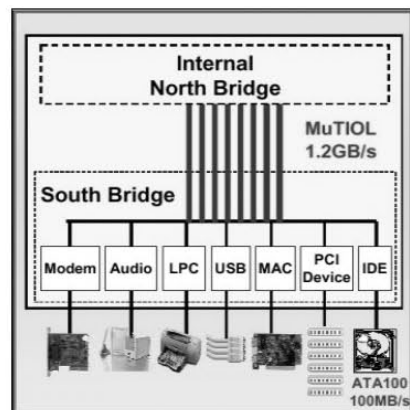 Internal
North Bridge
MuTIOL
1.2GB/s
South Bridge
Modem
Audio
LPC
USB
MAC
PCI
Device
IDE
ATA100
100MB/s